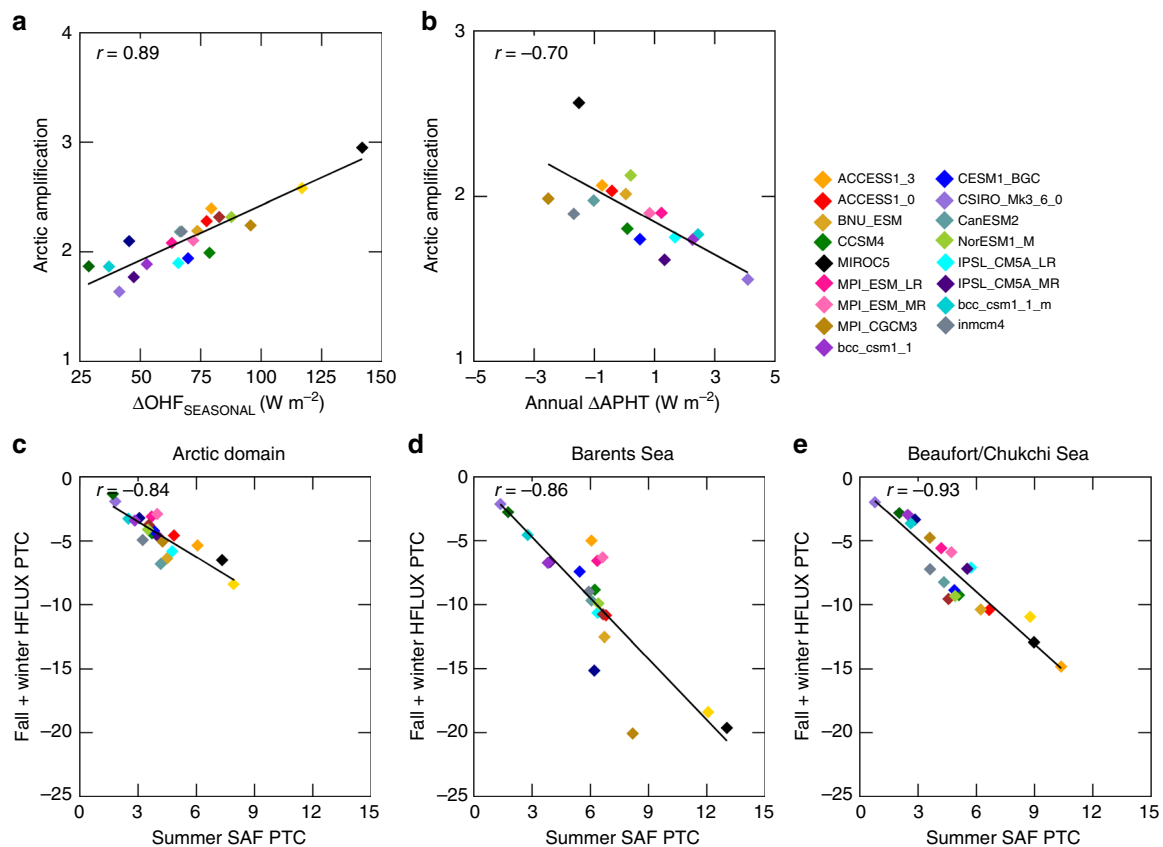 a
b
4
3
2
1
r = 0.89
Arctic amplification
25
50
75
100
125
150
ΔOHF_SEASONAL (W m⁻²)
3
2
1
r = −0.70
Arctic amplification
−5
−3
−1
1
3
5
Annual ΔAPHT (W m⁻²)
ACCESS1_3
ACCESS1_0
BNU_ESM
CCSM4
MIROC5
MPI_ESM_LR
MPI_ESM_MR
MPI_CGCM3
bcc_csm1_1
CESM1_BGC
CSIRO_Mk3_6_0
CanESM2
NorESM1_M
IPSL_CM5A_LR
IPSL_CM5A_MR
bcc_csm1_1_m
inmcm4
c
Arctic domain
0
−5
−10
−15
−20
−25
r = −0.84
Fall + winter HFLUX PTC
0
3
6
9
12
15
Summer SAF PTC
d
Barents Sea
0
−5
−10
−15
−20
−25
r = −0.86
Fall + winter HFLUX PTC
0
3
6
9
12
15
Summer SAF PTC
e
Beaufort/Chukchi Sea
0
−5
−10
−15
−20
−25
r = −0.93
Fall + winter HFLUX PTC
0
3
6
9
12
15
Summer SAF PTC